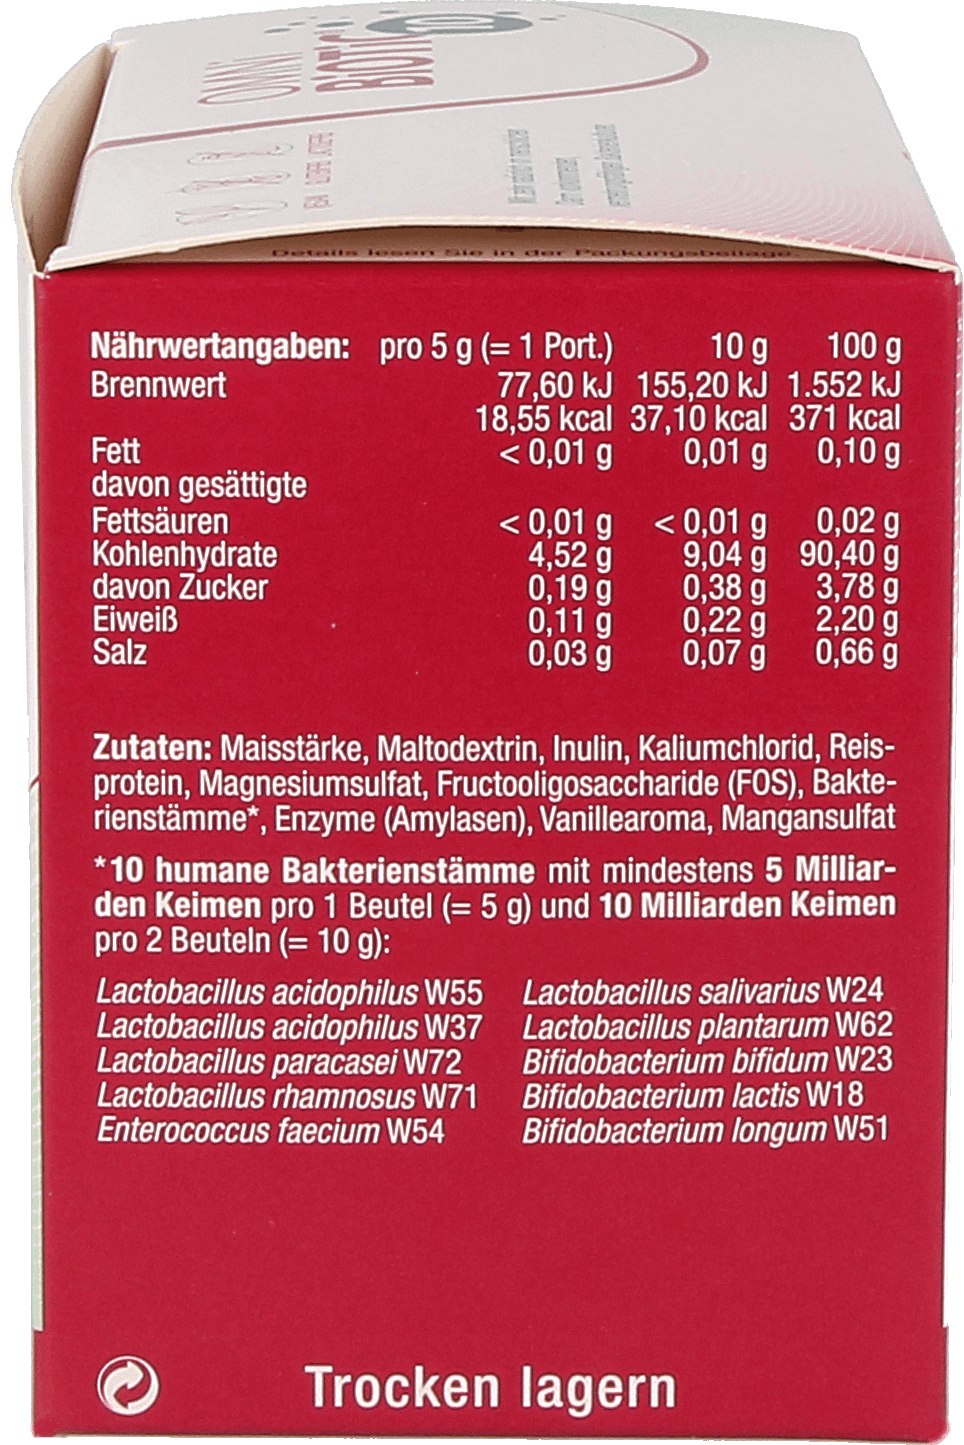 OMNi
BiOTiC
10
Details lesen Sie in der Packungsbeilage.
Nährwertangaben: pro 5 g (= 1 Port.) 10 g 100 g
Brennwert 77,60 kJ 155,20 kJ 1.552 kJ
18,55 kcal 37,10 kcal 371 kcal
Fett < 0,01 g 0,01 g 0,10 g
davon gesättigte
Fettsäuren < 0,01 g < 0,01 g 0,02 g
Kohlenhydrate 4,52 g 9,04 g 90,40 g
davon Zucker 0,19 g 0,38 g 3,78 g
Eiweiß 0,11 g 0,22 g 2,20 g
Salz 0,03 g 0,07 g 0,66 g
Zutaten: Maisstärke, Maltodextrin, Inulin, Kaliumchlorid, Reis-
protein, Magnesiumsulfat, Fructooligosaccharide (FOS), Bakte-
rienstämme*, Enzyme (Amylasen), Vanillearoma, Mangansulfat
*10 humane Bakterienstämme mit mindestens 5 Milliar-
den Keimen pro 1 Beutel (= 5 g) und 10 Milliarden Keimen
pro 2 Beuteln (= 10 g):
Lactobacillus acidophilus W55 Lactobacillus salivarius W24
Lactobacillus acidophilus W37 Lactobacillus plantarum W62
Lactobacillus paracasei W72 Bifidobacterium bifidum W23
Lactobacillus rhamnosus W71 Bifidobacterium lactis W18
Enterococcus faecium W54 Bifidobacterium longum W51
Trocken lagern